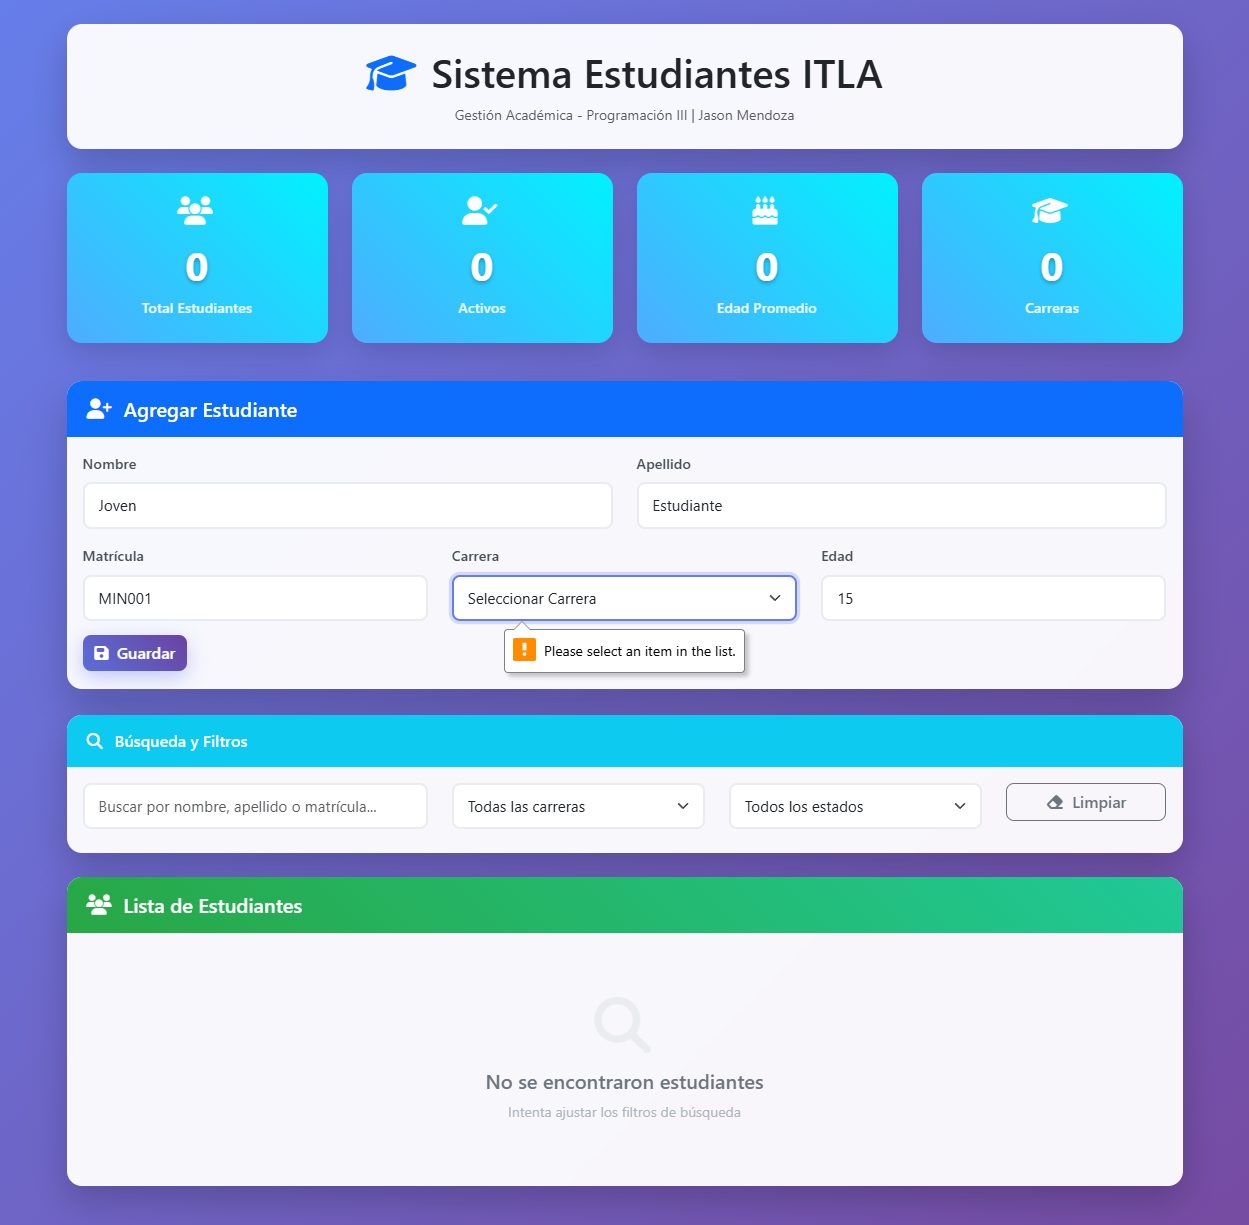 Sistema Estudiantes ITLA
Gestión Académica - Programación III | Jason Mendoza
0
Total Estudiantes
0
Activos
0
Edad Promedio
0
Carreras
Agregar Estudiante
Nombre
Apellido
Joven
Estudiante
Matrícula
Carrera
Edad
MIN001
Seleccionar Carrera
15
Guardar
Please select an item in the list.
Búsqueda y Filtros
Buscar por nombre, apellido o matrícula...
Todas las carreras
Todos los estados
Limpiar
Lista de Estudiantes
No se encontraron estudiantes
Intenta ajustar los filtros de búsqueda